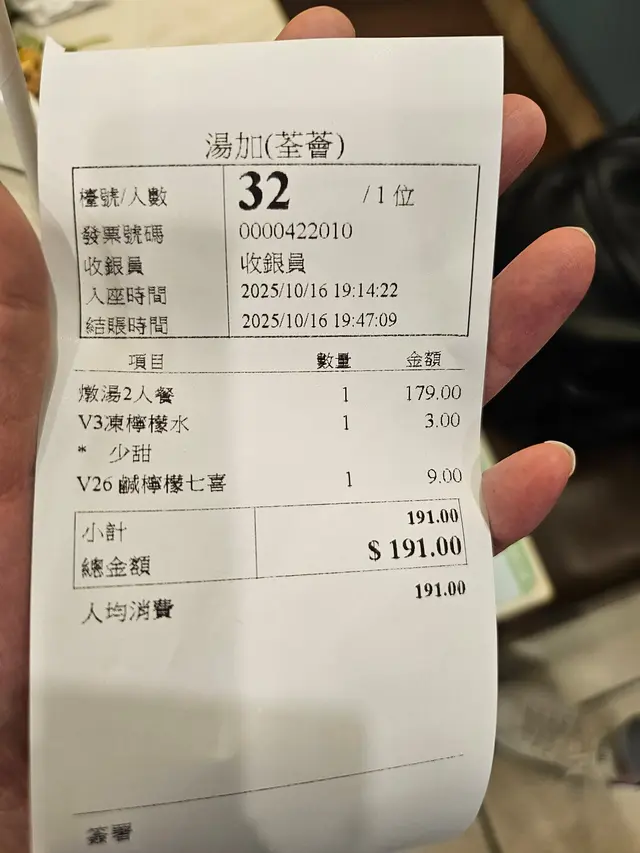 湯加(荃薈)
檯號/人數 32 /1 位
發票號碼 0000422010
收銀員 收銀員
入座時間 2025/10/16 19:14:22
結賬時間 2025/10/16 19:47:09
項目 數量 金額
燉湯2人餐 1 179.00
V3凍檸檬水 1 3.00
* 少甜
V26 鹹檸檬七喜 1 9.00
小計 191.00
總金額 $ 191.00
人均消費 191.00
簽署